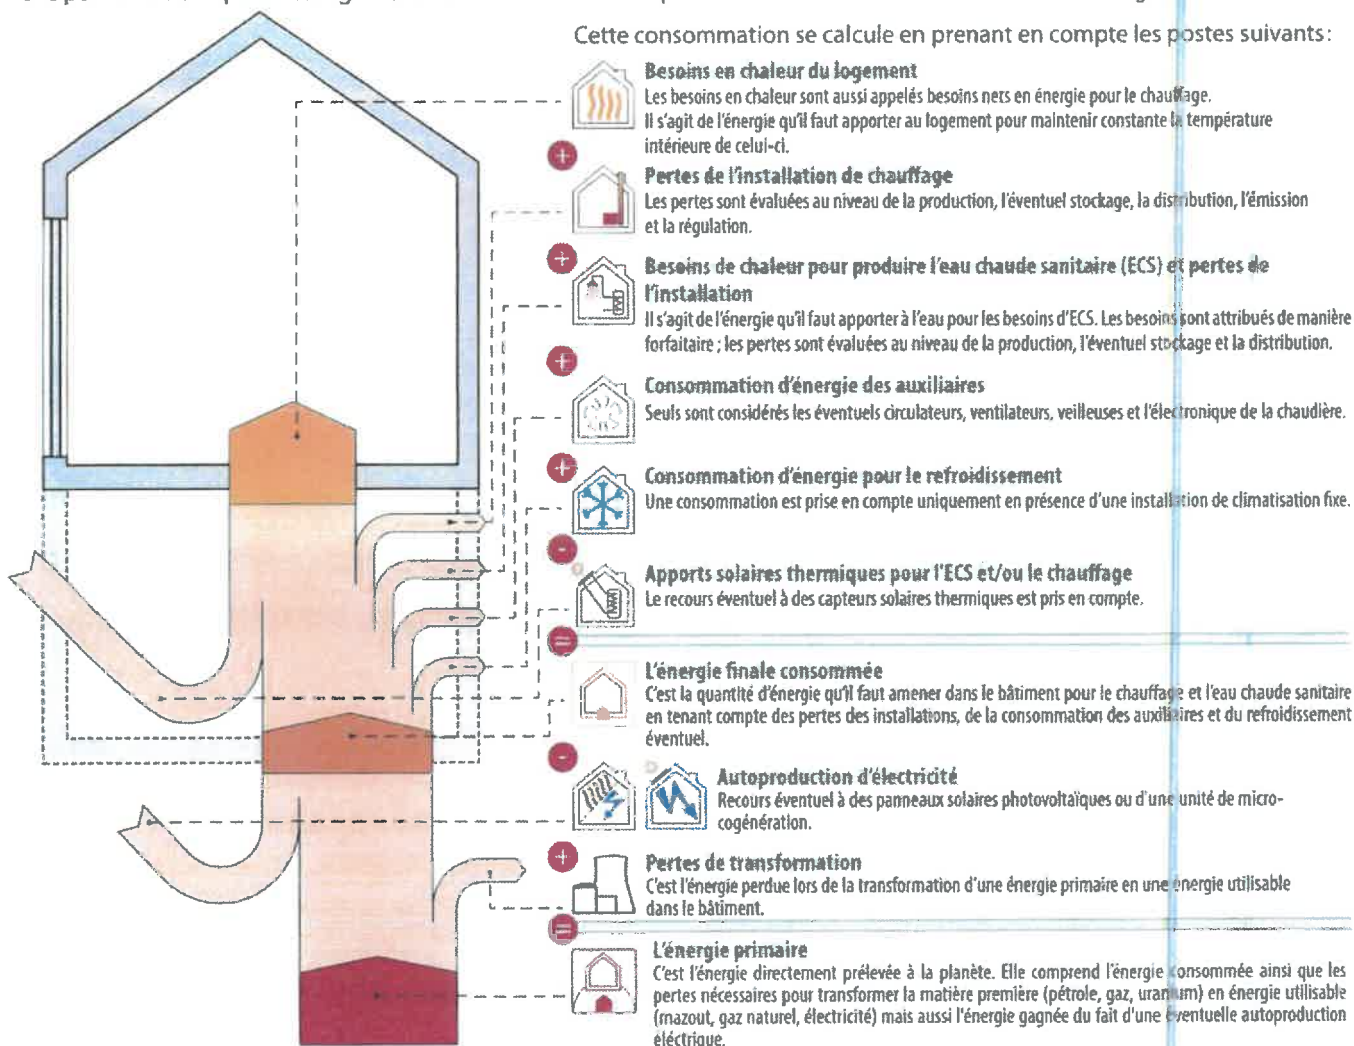 Cette consommation se calcule en prenant en compte les postes suivants:
Besoins en chaleur du logement
Les besoins en chaleur sont aussi appelés besoins nets en énergie pour le chauffage.
Il s'agit de l'énergie qu'il faut apporter au logement pour maintenir constante la température
intérieure de celui-ci.
+
Pertes de l'installation de chauffage
Les pertes sont évaluées au niveau de la production, l'éventuel stockage, la distribution, l'émission
et la régulation.
+
Besoins de chaleur pour produire l'eau chaude sanitaire (ECS) et pertes de
l'installation
Il s'agit de l'énergie qu'il faut apporter à l'eau pour les besoins d'ECS. Les besoins sont attribués de manière
forfaitaire ; les pertes sont évaluées au niveau de la production, l'éventuel stockage et la distribution.
+
Consommation d'énergie des auxiliaires
Seuls sont considérés les éventuels circulateurs, ventilateurs, veilleuses et l'électronique de la chaudière.
+
Consommation d'énergie pour le refroidissement
Une consommation est prise en compte uniquement en présence d'une installation de climatisation fixe.
-
Apports solaires thermiques pour l'ECS et/ou le chauffage
Le recours éventuel à des capteurs solaires thermiques est pris en compte.
=
L'énergie finale consommée
C'est la quantité d'énergie qu'il faut amener dans le bâtiment pour le chauffage et l'eau chaude sanitaire
en tenant compte des pertes des installations, de la consommation des auxiliaires et du refroidissement
éventuel.
-
Autoproduction d'électricité
Recours éventuel à des panneaux solaires photovoltaïques ou d'une unité de micro-
cogénération.
+
Pertes de transformation
C'est l'énergie perdue lors de la transformation d'une énergie primaire en une énergie utilisable
dans le bâtiment.
=
L'énergie primaire
C'est l'énergie directement prélevée à la planète. Elle comprend l'énergie consommée ainsi que les
pertes nécessaires pour transformer la matière première (pétrole, gaz, uranium) en énergie utilisable
(mazout, gaz naturel, électricité) mais aussi l'énergie gagnée du fait d'une éventuelle autoproduction
éléctrique.